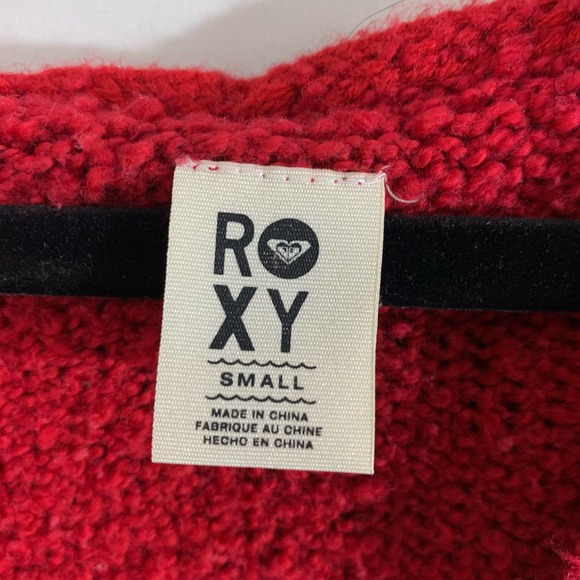 RO
XY
SMALL
MADE IN CHINA
FABRIQUE AU CHINE
HECHO EN CHINA